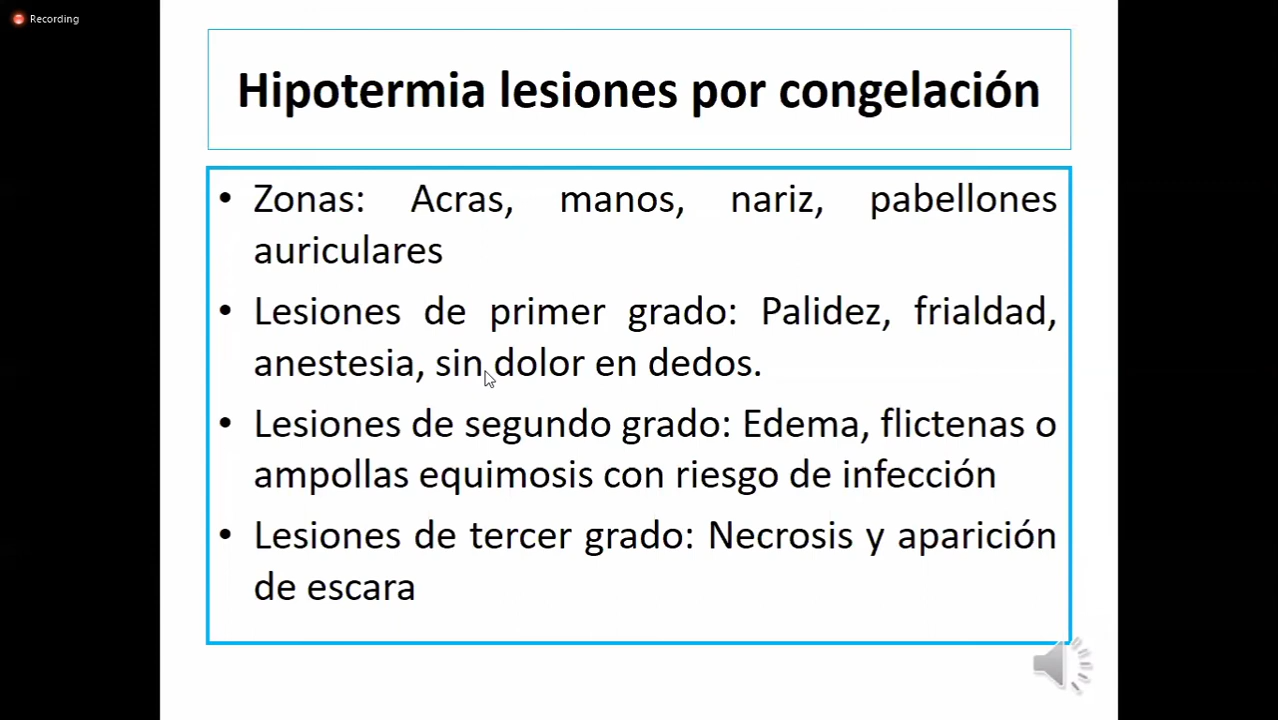 Recording
Hipotermia lesiones por congelación
• Zonas: Acras, manos, nariz, pabellones
auriculares
• Lesiones de primer grado: Palidez, frialdad,
anestesia, sin dolor en dedos.
• Lesiones de segundo grado: Edema, flictenas o
ampollas equimosis con riesgo de infección
• Lesiones de tercer grado: Necrosis y aparición
de escara